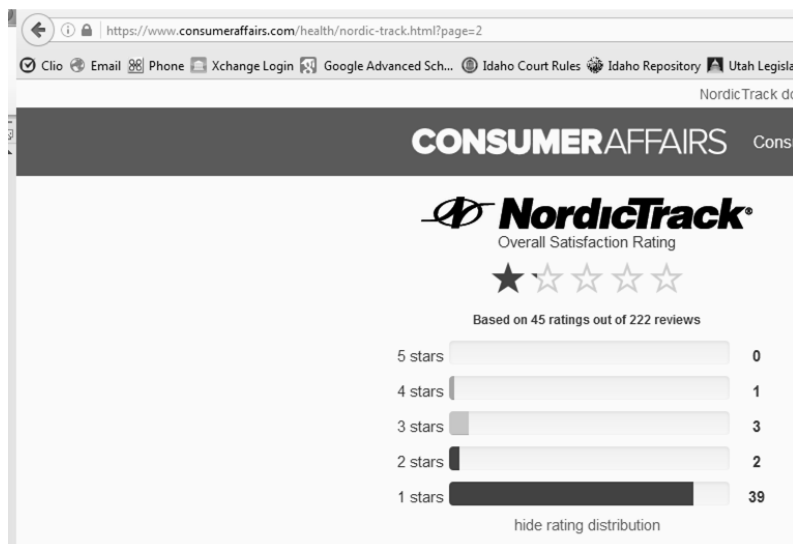 https://www.consumeraffairs.com/health/nordic-track.html?page=2
Clio Email Phone Xchange Login Google Advanced Sch... Idaho Court Rules Idaho Repository Utah Legisla
NordicTrack do
CONSUMERAFFAIRS Cons
NordicTrack®
Overall Satisfaction Rating
Based on 45 ratings out of 222 reviews
5 stars 0
4 stars 1
3 stars 3
2 stars 2
1 stars 39
hide rating distribution